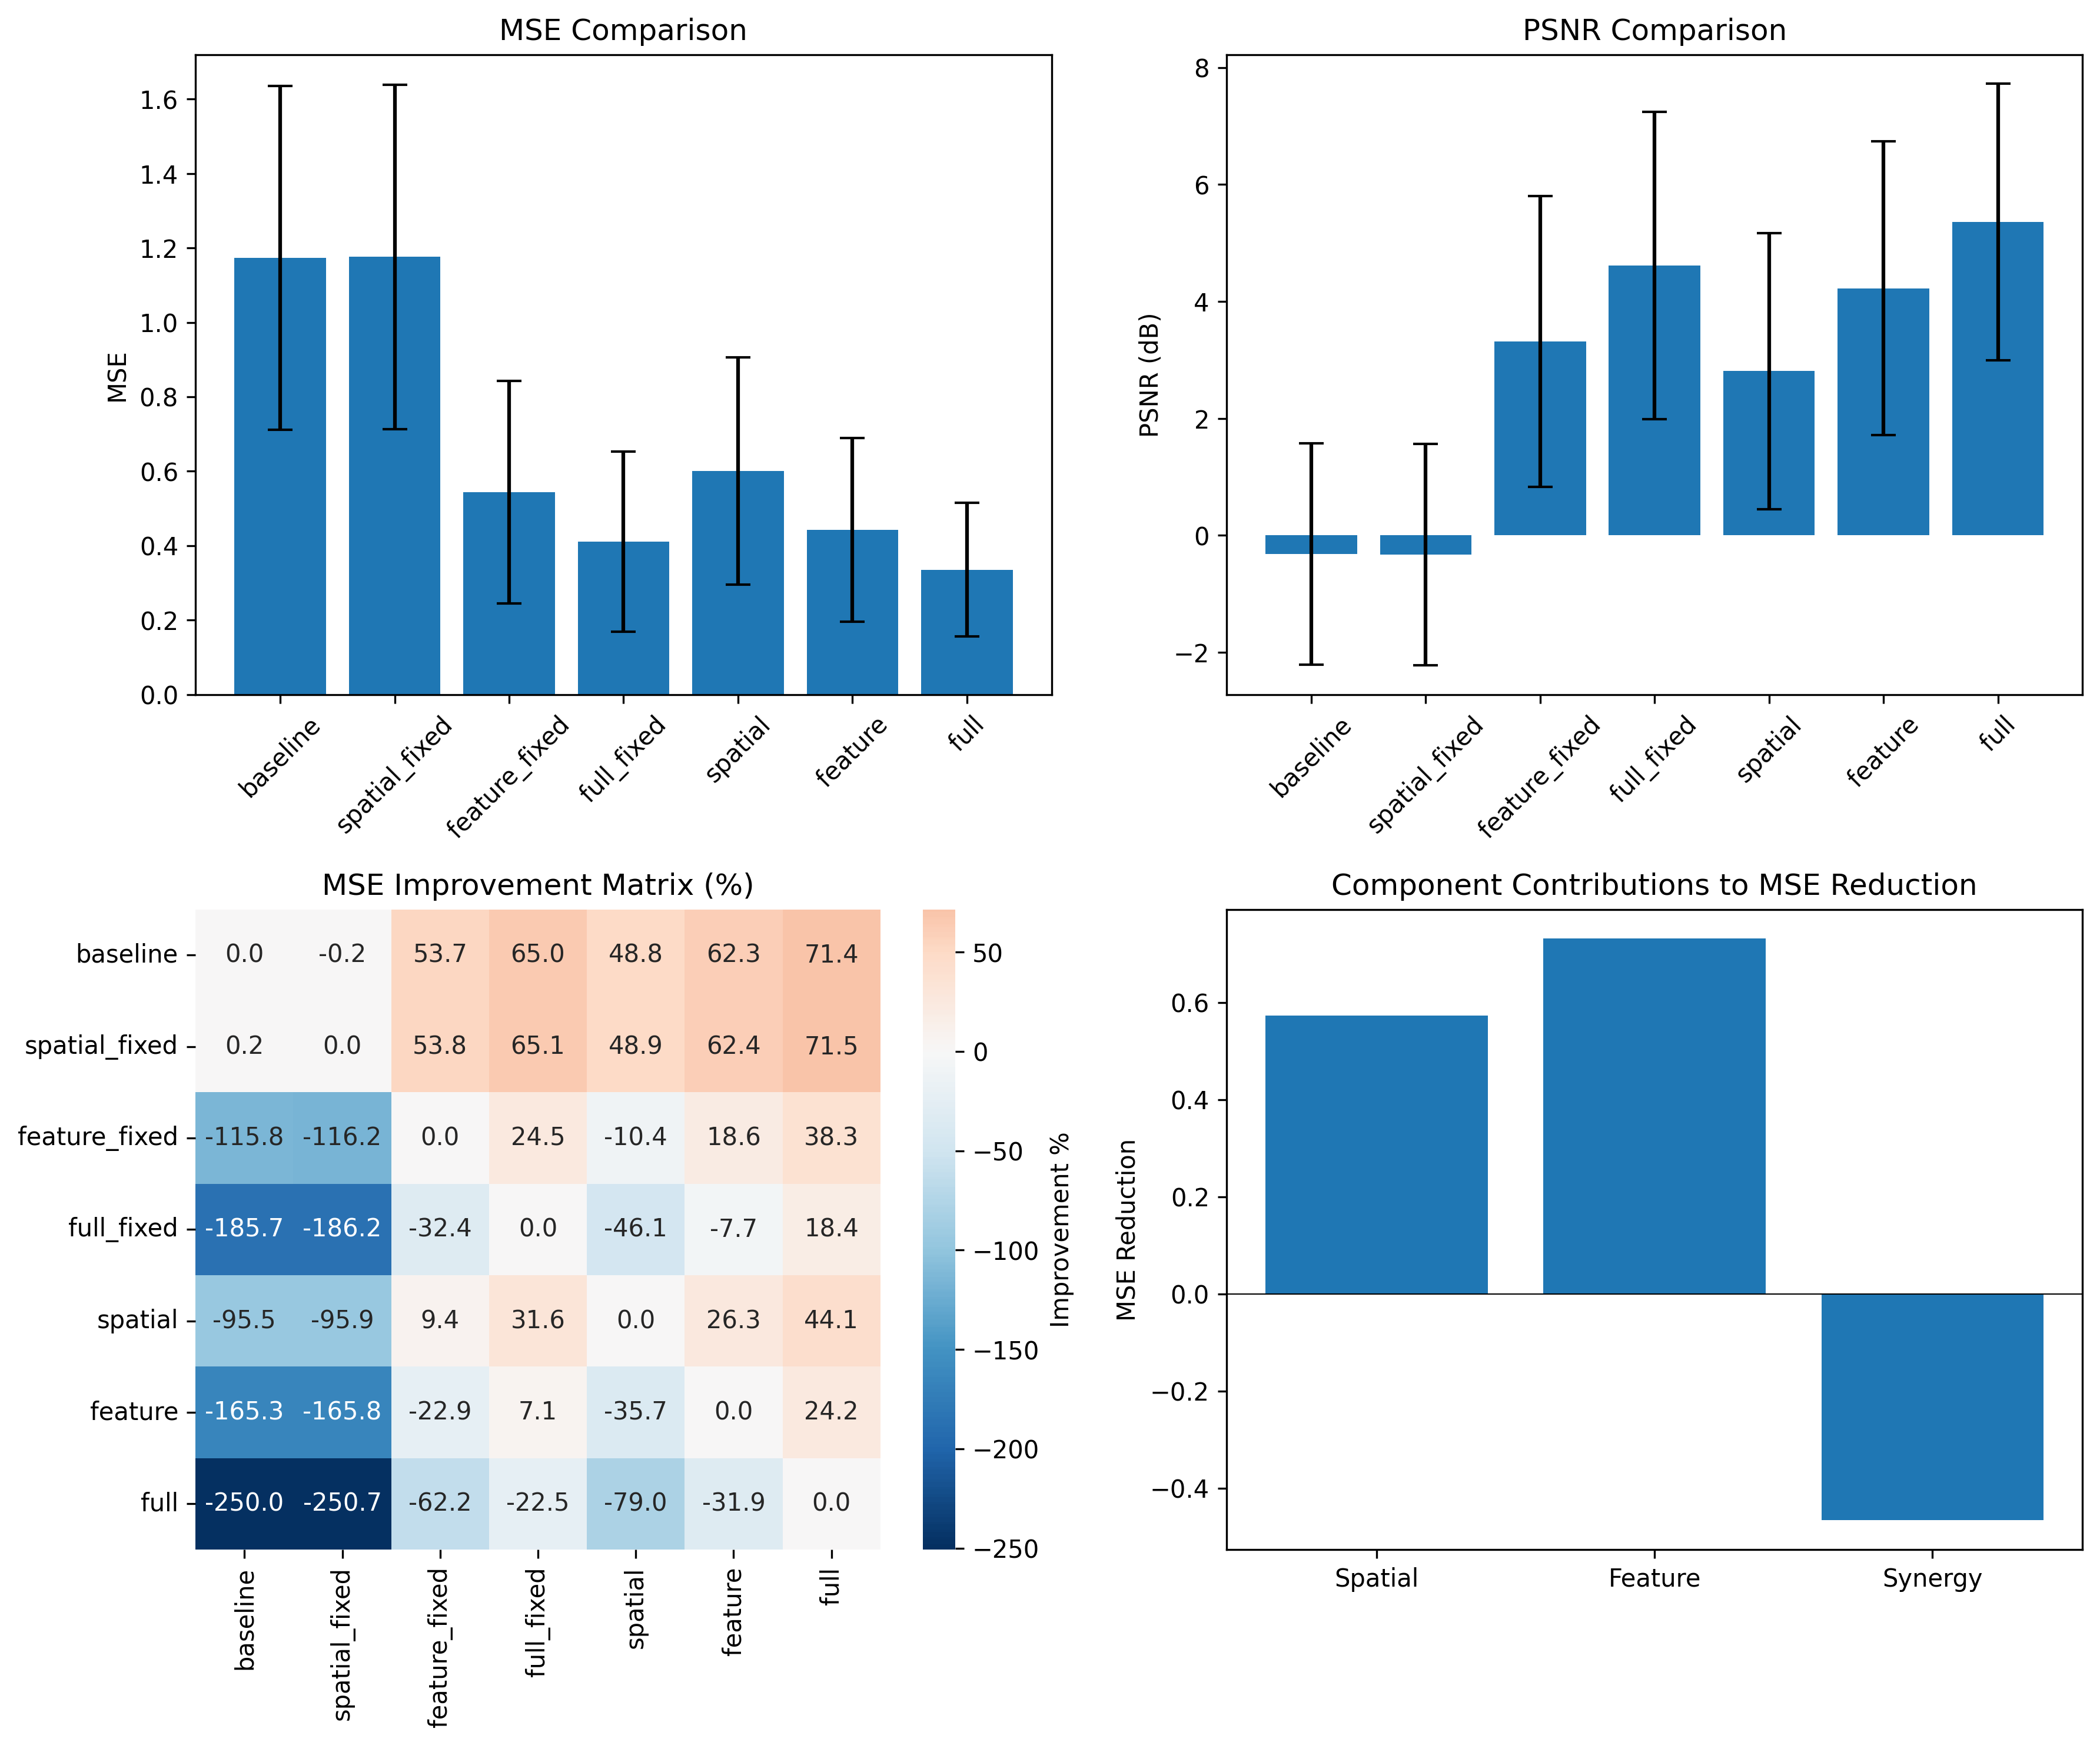 MSE Comparison
MSE
1.6
1.4
1.2
1.0
0.8
0.6
0.4
0.2
0.0
baseline
spatial_fixed
feature_fixed
full_fixed
spatial
feature
full
PSNR Comparison
PSNR (dB)
8
6
4
2
0
−2
baseline
spatial_fixed
feature_fixed
full_fixed
spatial
feature
full
MSE Improvement Matrix (%)
baseline 0.0 -0.2 53.7 65.0 48.8 62.3 71.4
spatial_fixed 0.2 0.0 53.8 65.1 48.9 62.4 71.5
feature_fixed -115.8 -116.2 0.0 24.5 -10.4 18.6 38.3
full_fixed -185.7 -186.2 -32.4 0.0 -46.1 -7.7 18.4
spatial -95.5 -95.9 9.4 31.6 0.0 26.3 44.1
feature -165.3 -165.8 -22.9 7.1 -35.7 0.0 24.2
full -250.0 -250.7 -62.2 -22.5 -79.0 -31.9 0.0
baseline
spatial_fixed
feature_fixed
full_fixed
spatial
feature
full
50
0
−50
−100
−150
−200
−250
Improvement %
Component Contributions to MSE Reduction
MSE Reduction
0.6
0.4
0.2
0.0
−0.2
−0.4
Spatial Feature Synergy